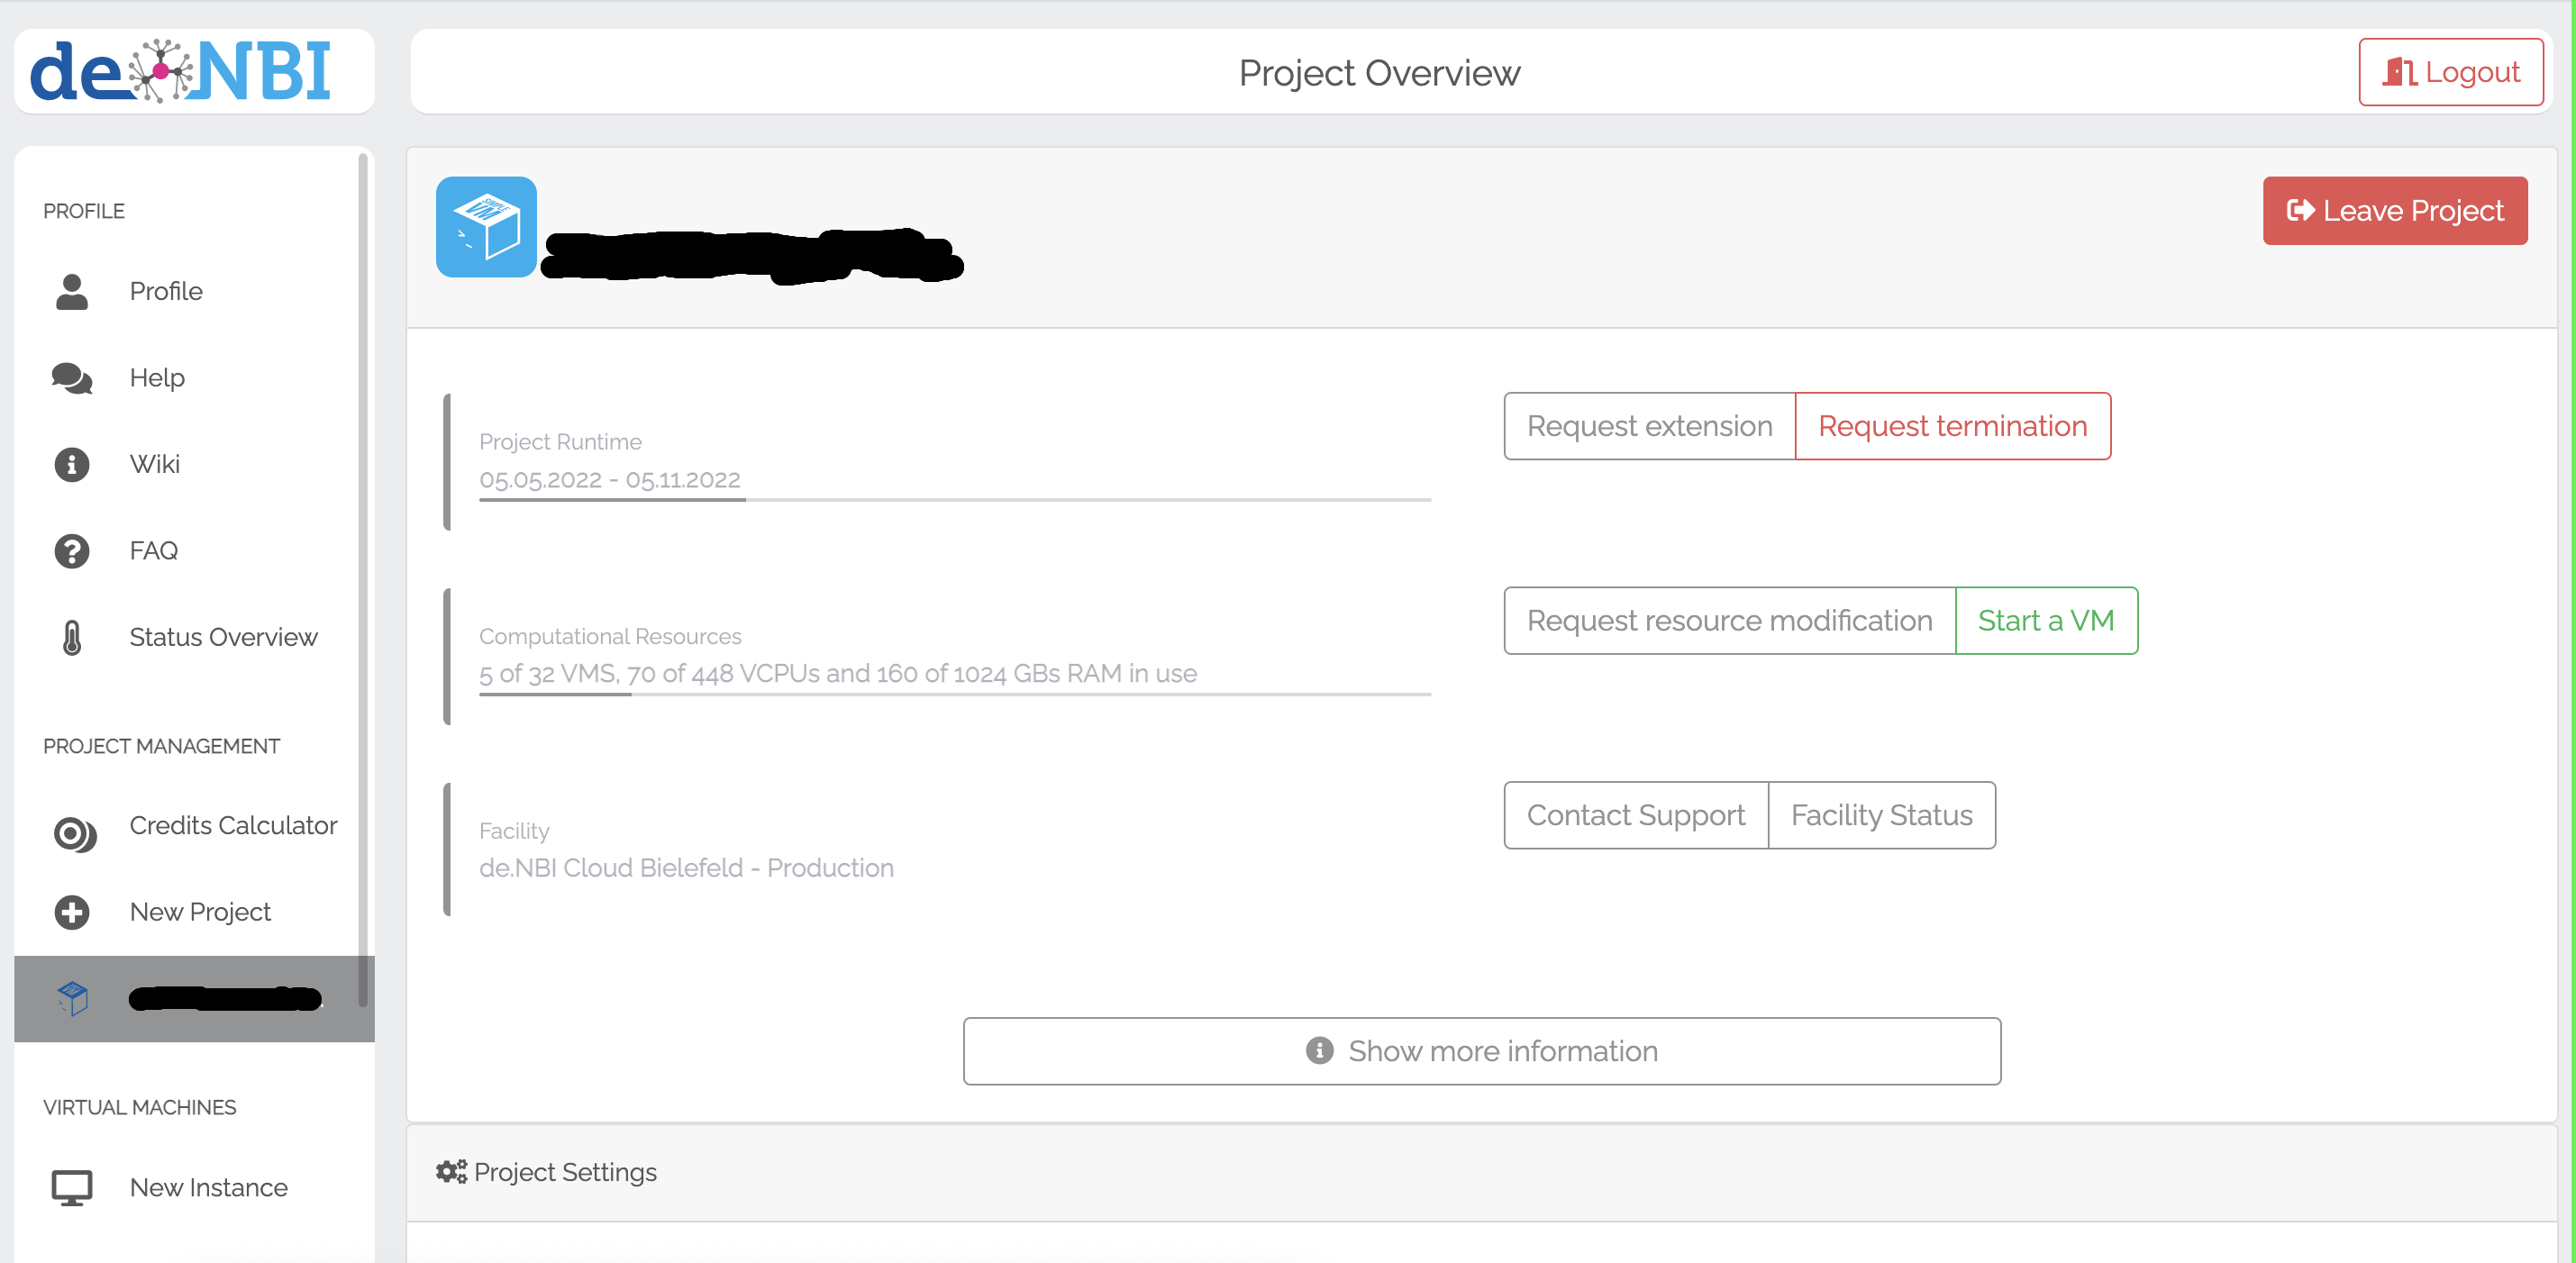 de NBI
Project Overview
Logout
PROFILE
Profile
Help
Wiki
FAQ
Status Overview
PROJECT MANAGEMENT
Credits Calculator
New Project
VIRTUAL MACHINES
New Instance
SIMPLE
VM
Leave Project
Project Runtime
05.05.2022 - 05.11.2022
Request extension
Request termination
Computational Resources
5 of 32 VMS, 70 of 448 VCPUs and 160 of 1024 GBs RAM in use
Request resource modification
Start a VM
Facility
de.NBI Cloud Bielefeld - Production
Contact Support
Facility Status
Show more information
Project Settings